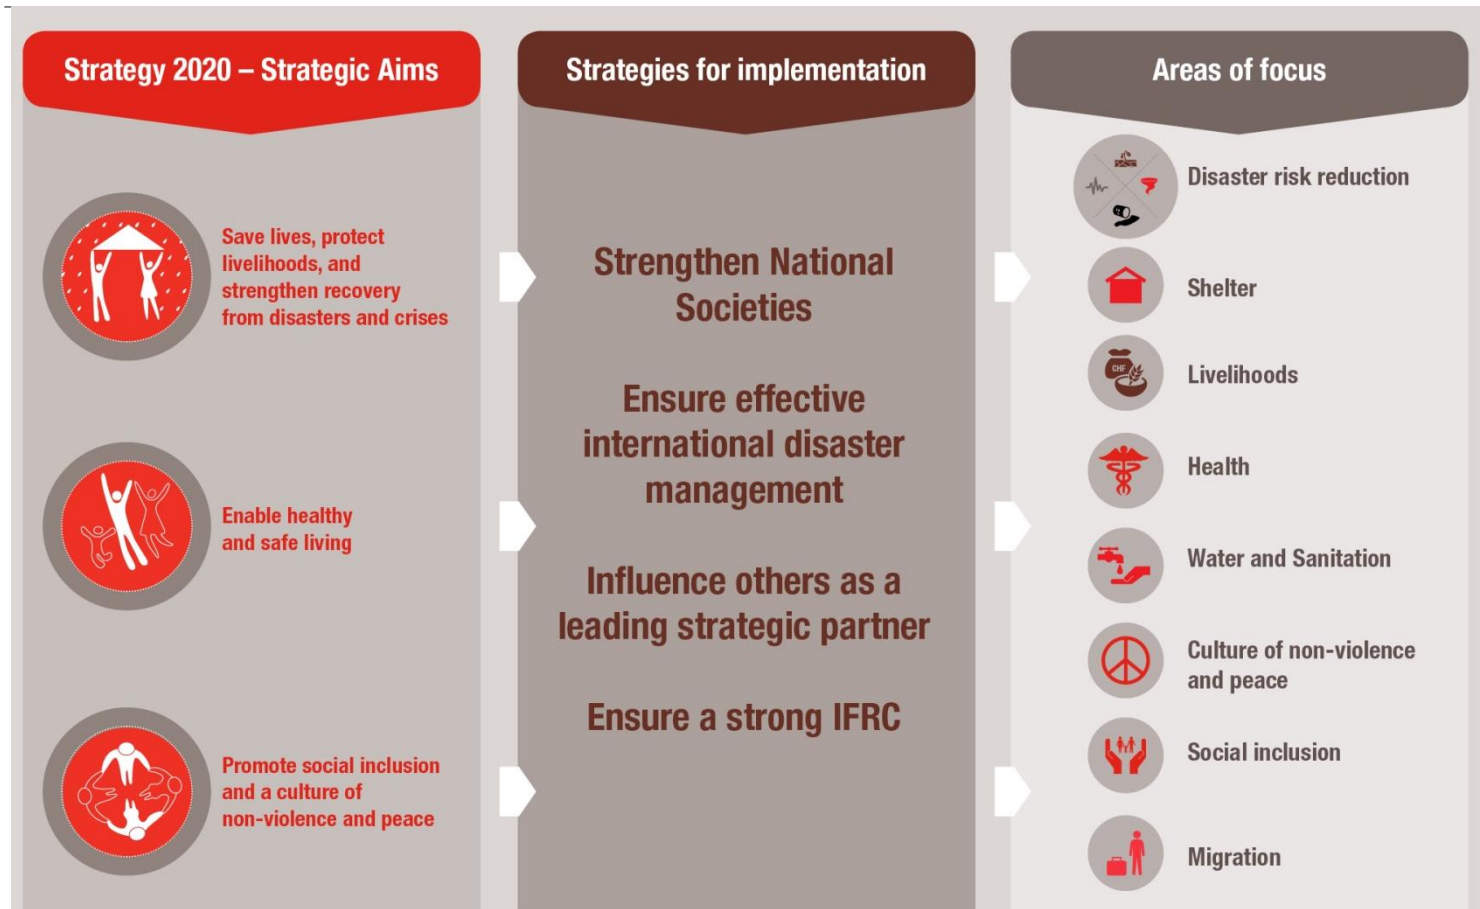 Strategy 2020 – Strategic Aims
Save lives, protect
livelihoods, and
strengthen recovery
from disasters and crises
Enable healthy
and safe living
Promote social inclusion
and a culture of
non-violence and peace
Strategies for implementation
Strengthen National
Societies
Ensure effective
international disaster
management
Influence others as a
leading strategic partner
Ensure a strong IFRC
Areas of focus
Disaster risk reduction
Shelter
CHF
Livelihoods
Health
Water and Sanitation
Culture of non-violence
and peace
Social inclusion
Migration